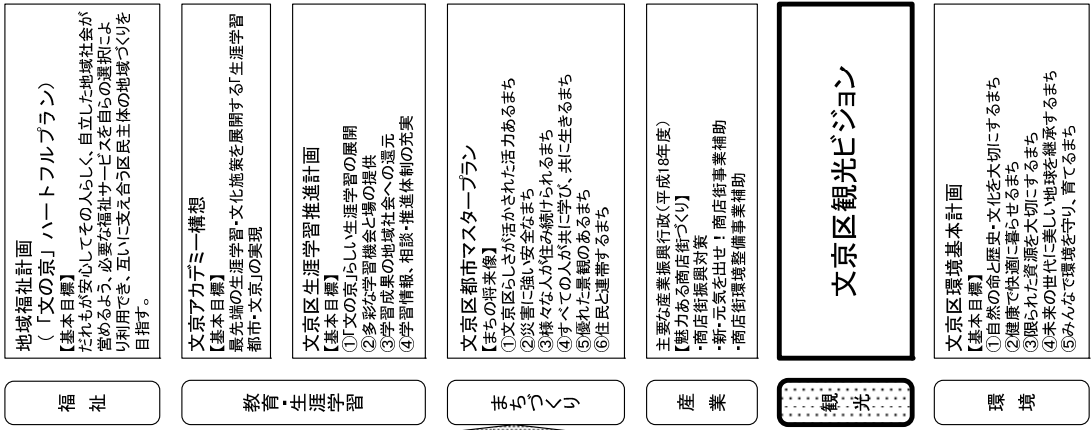 福祉
地域福祉計画
(「文の京」ハートフルプラン)
【基本目標】
だれもが安心してその人らしく、自立した地域社会が
営めるよう、必要な福祉サービスを自らの選択によ
り利用でき、互いに支え合う区民主体の地域づくりを
目指す。
教育・生涯学習
文京アカデミー構想
【基本目標】
最先端の生涯学習・文化施策を展開する「生涯学習
都市・文京」の実現
文京区生涯学習推進計画
【基本目標】
①「文の京」らしい生涯学習の展開
②多彩な学習機会と場の提供
③学習成果の地域社会への還元
④学習情報、相談・推進体制の充実
まちづくり
文京区都市マスタープラン
【まちの将来像】
①文京区らしさが活かされた活力あるまち
②災害に強い安全なまち
③様々な人が住み続けられるまち
④すべての人が共に学び、共に生きるまち
⑤優れた景観のあるまち
⑥住民と連帯するまち
産業
主要な産業振興行政(平成18年度)
【魅力ある商店街づくり】
・商店街振興対策
・新・元気を出せ!商店街事業補助
・商店街環境整備事業補助
観光
文京区観光ビジョン
環境
文京区環境基本計画
【基本目標】
①自然の命と歴史・文化を大切にするまち
②健康で快適に暮らせるまち
③限られた資源を大切にするまち
④未来の世代に美しい地球を継承するまち
⑤みんなで環境を守り、育てるまち